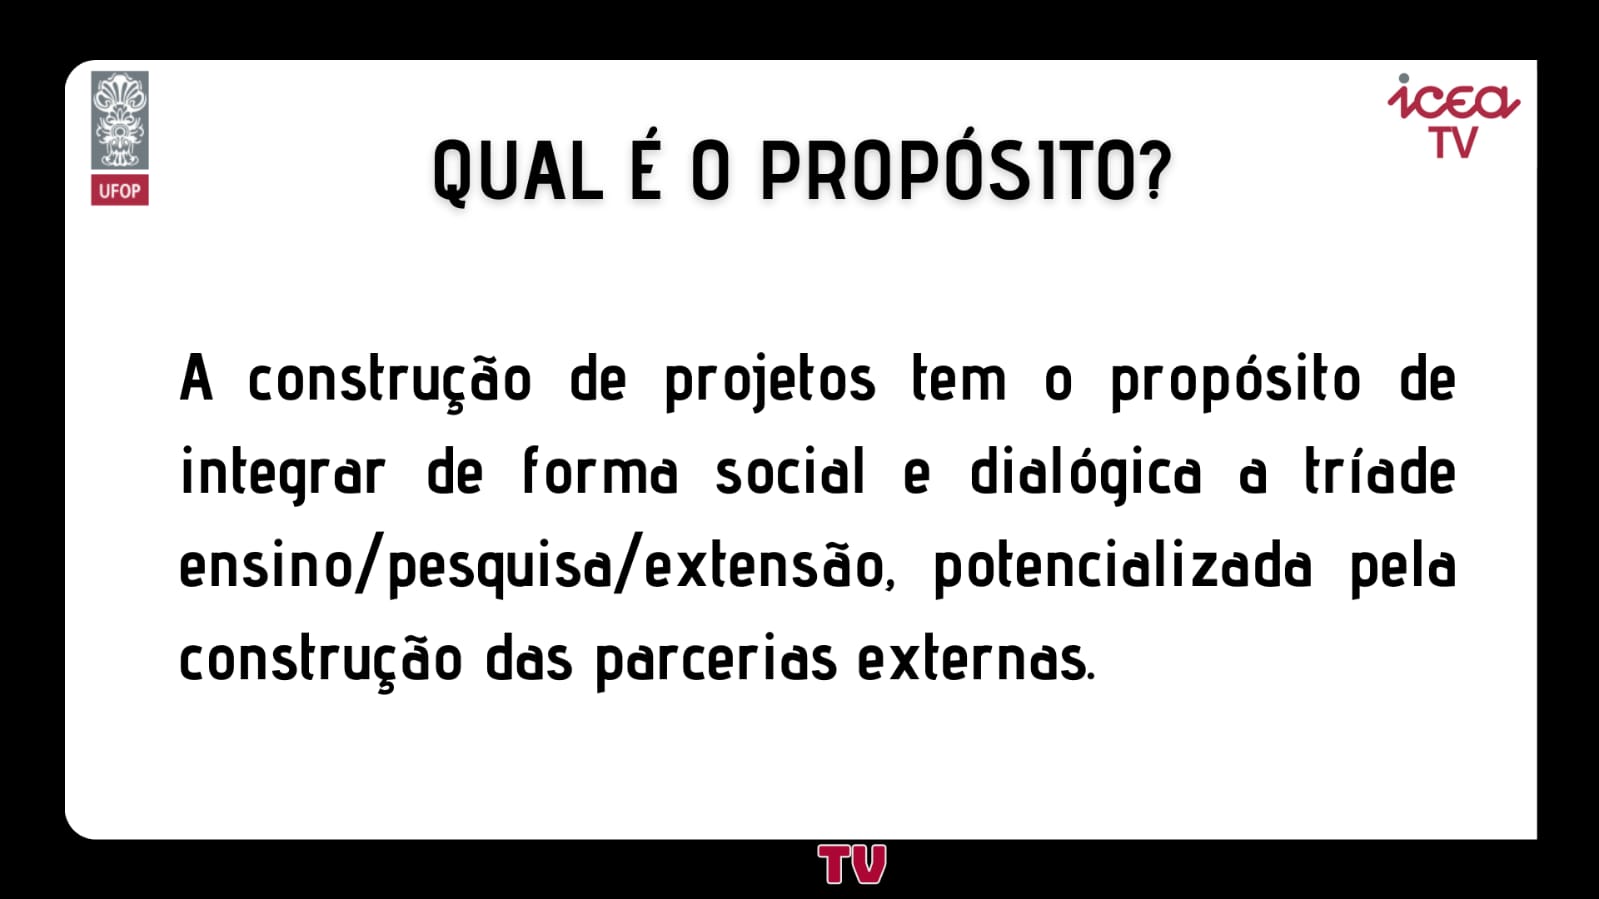 UFOP
icea
TV
QUAL É O PROPÓSITO?
A construção de projetos tem o propósito de
integrar de forma social e dialógica a tríade
ensino/pesquisa/extensão, potencializada pela
construção das parcerias externas.
TV